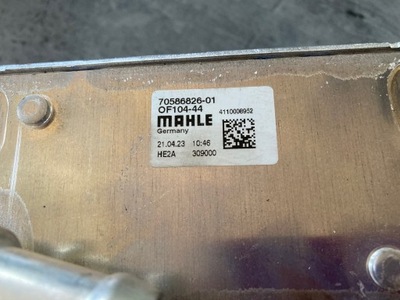 70586826-01
OF104-44
MAHLE 4110006952
Germany
21.04.23 10:46
HE2A 309000